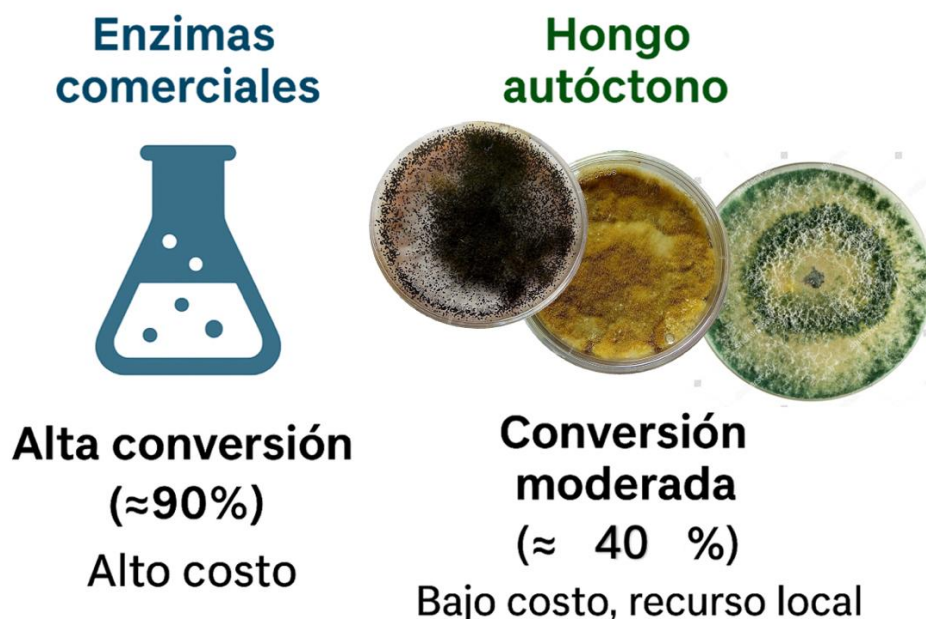 Enzimas
comerciales
Alta conversión
(≈90%)
Alto costo
Hongo
autóctono
Conversión
moderada
(≈ 40 %)
Bajo costo, recurso local